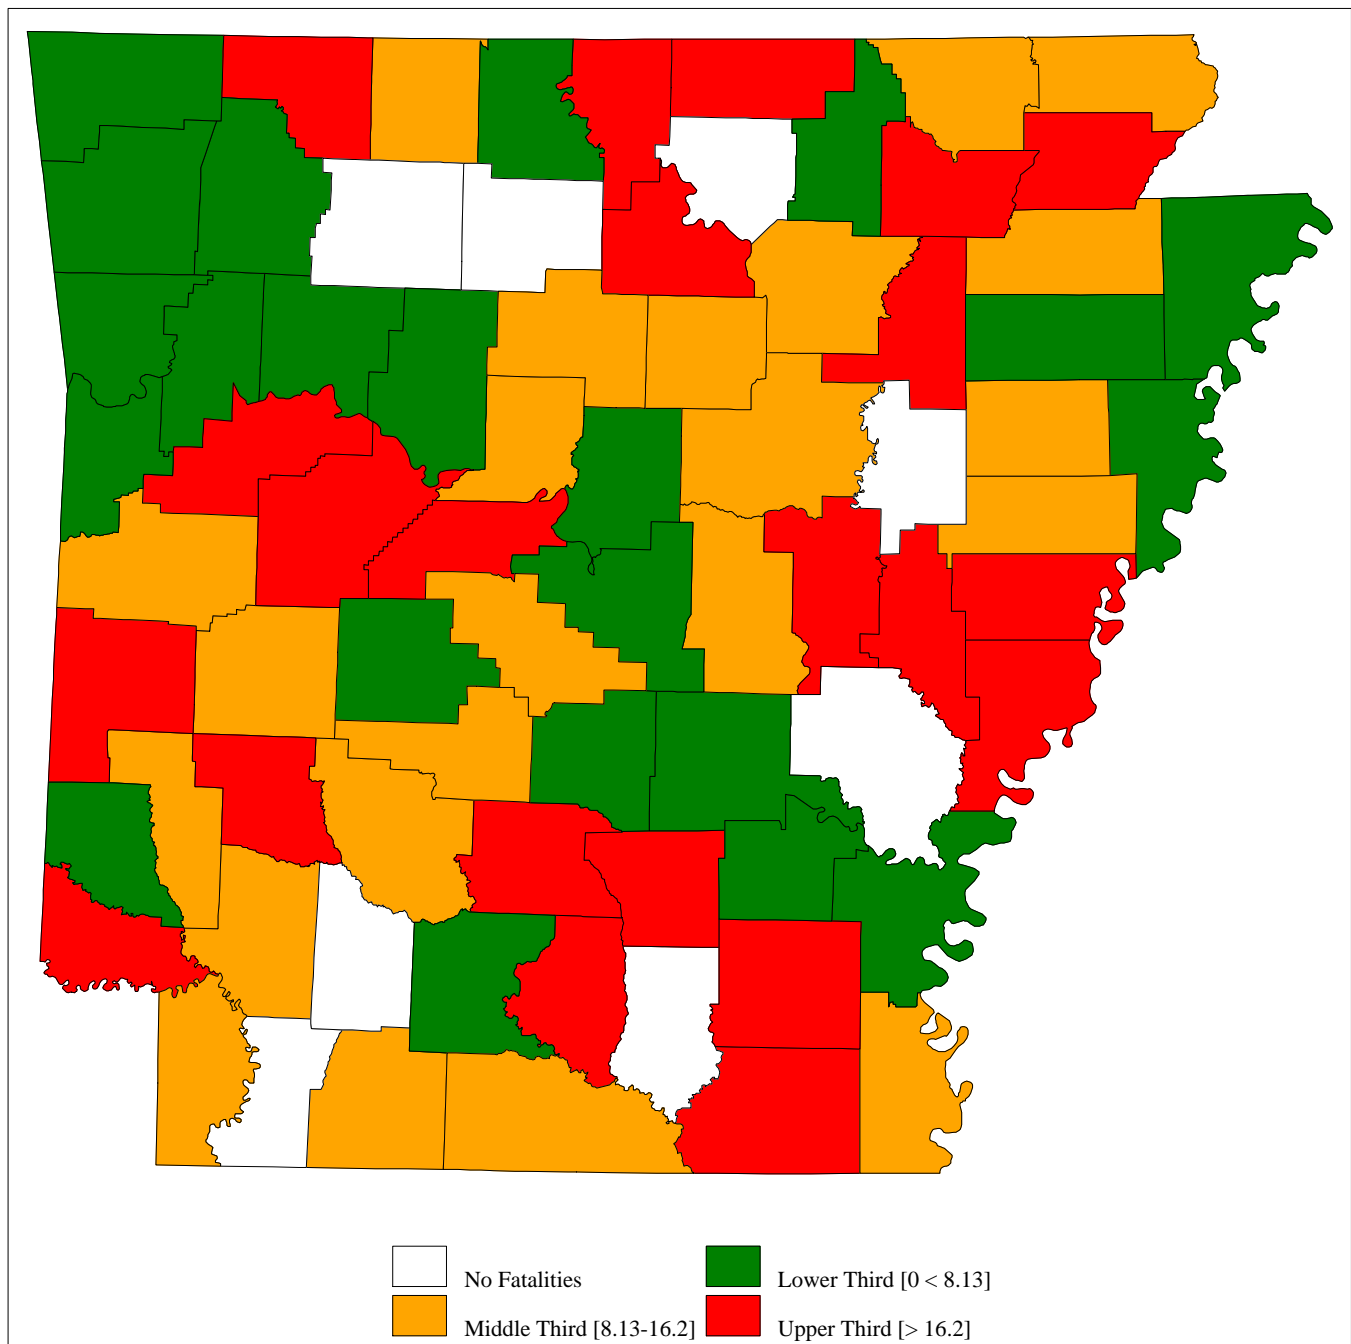 No Fatalities
Lower Third [0 < 8.13]
Middle Third [8.13-16.2]
Upper Third [> 16.2]